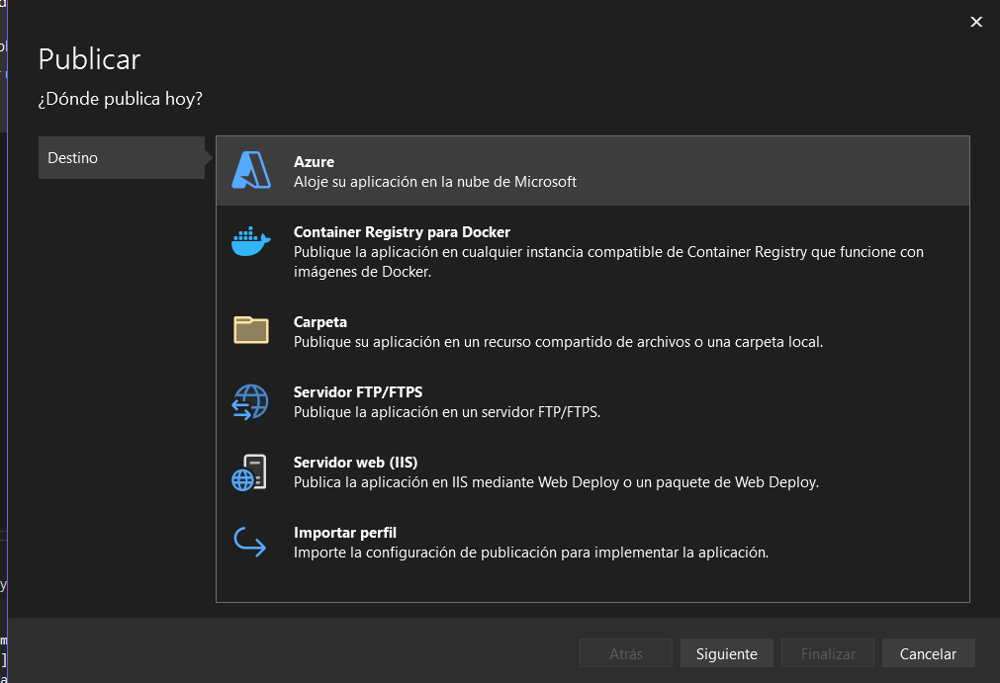 Publicar
¿Dónde publica hoy?
Destino
Azure
Aloje su aplicación en la nube de Microsoft
Container Registry para Docker
Publique la aplicación en cualquier instancia compatible de Container Registry que funcione con
imágenes de Docker.
Carpeta
Publique su aplicación en un recurso compartido de archivos o una carpeta local.
Servidor FTP/FTPS
Publique la aplicación en un servidor FTP/FTPS.
Servidor web (IIS)
Publica la aplicación en IIS mediante Web Deploy o un paquete de Web Deploy.
Importar perfil
Importe la configuración de publicación para implementar la aplicación.
Atrás
Siguiente
Finalizar
Cancelar